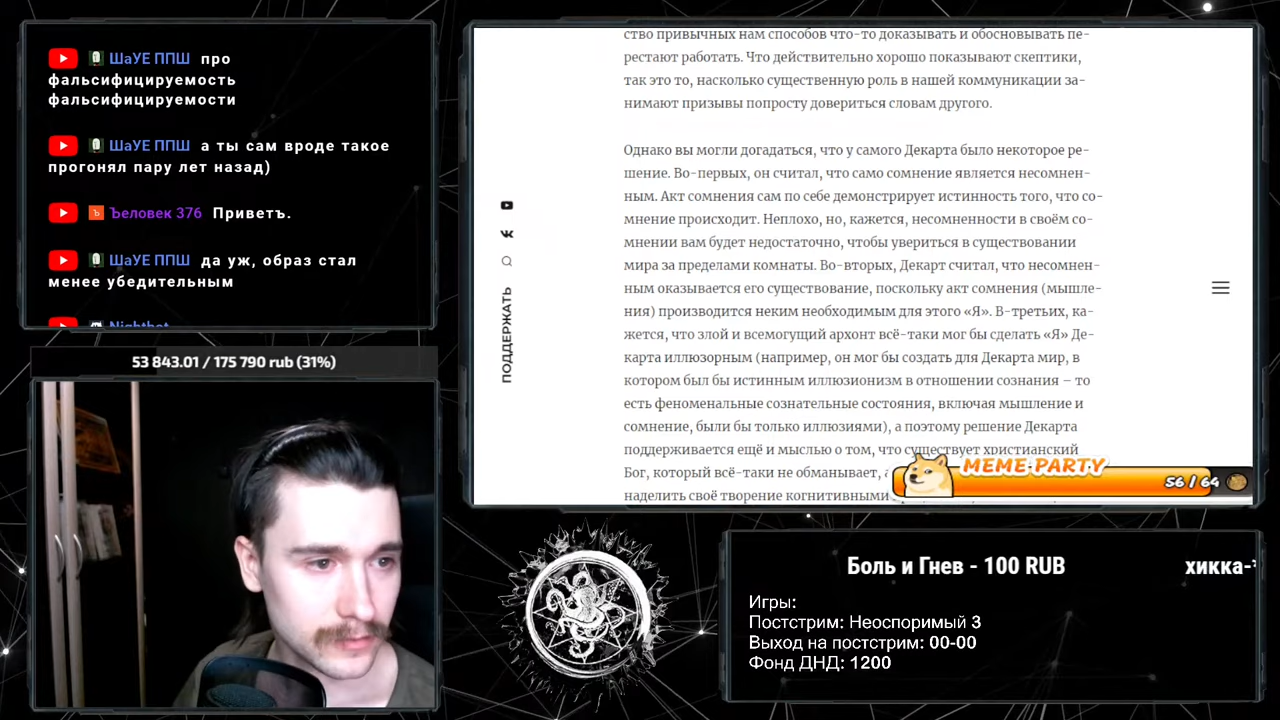 ШаУЕ ППШ про
фальсифицируемость
фальсифицируемости
ШаУЕ ППШ а ты сам вроде такое
прогонял пару лет назад)
Ъ Ъеловек 376 Приветъ.
ШаУЕ ППШ да уж, образ стал
менее убедительным
Nightbot
53 843.01 / 175 790 rub (31%)
ПОДДЕРЖАТЬ
ство привычных нам способов что-то доказывать и обосновывать пе-
рестают работать. Что действительно хорошо показывают скептики,
так это то, насколько существенную роль в нашей коммуникации за-
нимают призывы попросту довериться словам другого.
Однако вы могли догадаться, что у самого Декарта было некоторое ре-
шение. Во-первых, он считал, что само сомнение является несомнен-
ным. Акт сомнения сам по себе демонстрирует истинность того, что со-
мнение происходит. Неплохо, но, кажется, несомненности в своём со-
мнении вам будет недостаточно, чтобы увериться в существовании
мира за пределами комнаты. Во-вторых, Декарт считал, что несомнен-
ным оказывается его существование, поскольку акт сомнения (мышле-
ния) производится неким необходимым для этого «Я». В-третьих, ка-
жется, что злой и всемогущий архонт всё-таки мог бы сделать «Я» Де-
карта иллюзорным (например, он мог бы создать для Декарта мир, в
котором был бы истинным иллюзионизм в отношении сознания – то
есть феноменальные сознательные состояния, включая мышление и
сомнение, были бы только иллюзиями), а поэтому решение Декарта
поддерживается ещё и мыслью о том, что существует христианский
Бог, который всё-таки не обманывает, а
наделить своё творение когнитивными
MEME PARTY
56 / 64
Боль и Гнев - 100 RUB
хикка-
Игры:
Постстрим: Неоспоримый 3
Выход на постстрим: 00-00
Фонд ДНД: 1200